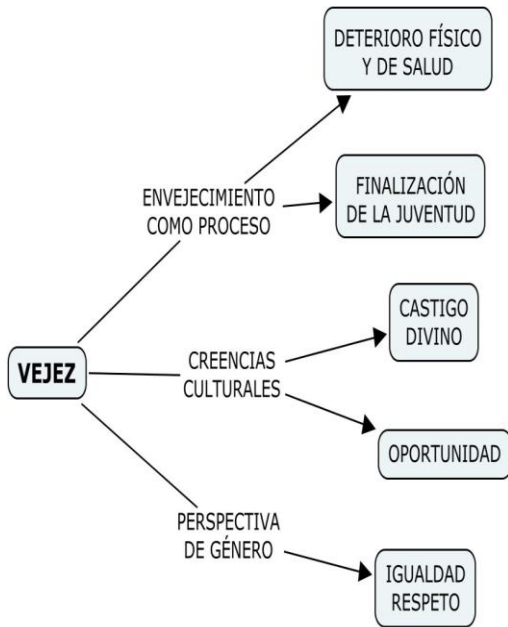 DETERIORO FÍSICO
Y DE SALUD
ENVEJECIMIENTO
COMO PROCESO
FINALIZACIÓN
DE LA JUVENTUD
CASTIGO
DIVINO
VEJEZ
CREENCIAS
CULTURALES
OPORTUNIDAD
PERSPECTIVA
DE GÉNERO
IGUALDAD
RESPETO